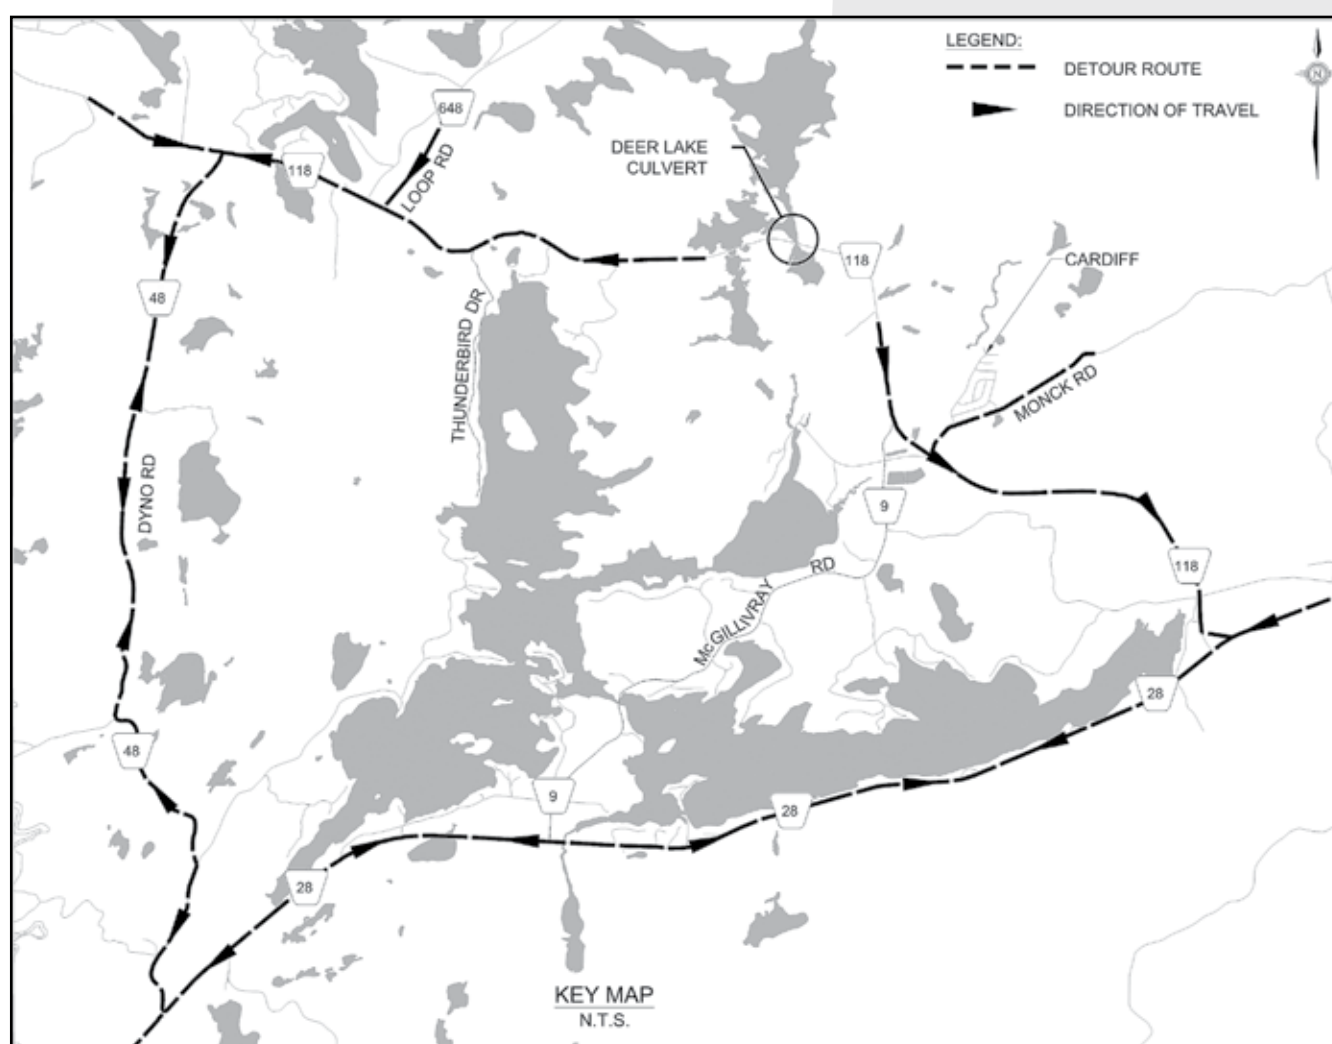 LEGEND:
DETOUR ROUTE
DIRECTION OF TRAVEL
N
648
DEER LAKE
CULVERT
118
LOOP RD
118
CARDIFF
48
THUNDERBIRD DR
MONCK RD
DYNO RD
9
118
McGILLIVRAY RD
28
48
9
28
28
KEY MAP
N.T.S.